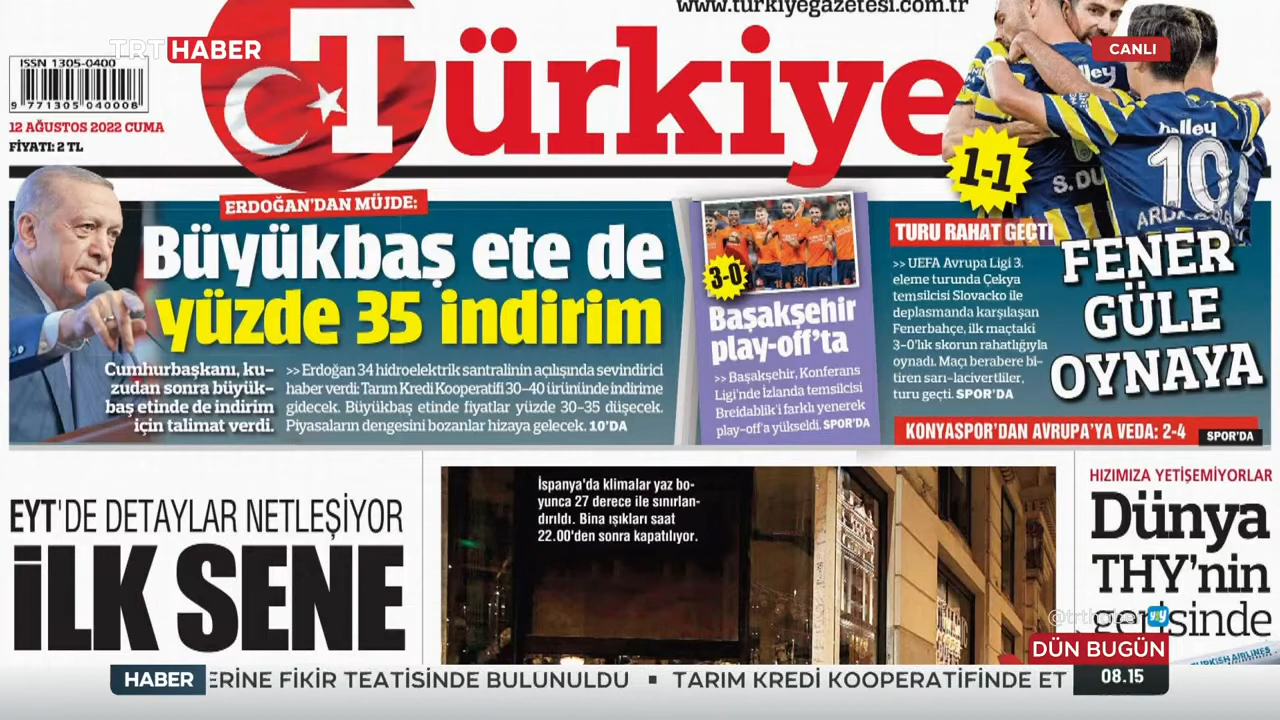 www.turkiyegazetesi.com.tr
TRT HABER
CANLI
ISSN 1305-0400
9 771305 040008
12 AĞUSTOS 2022 CUMA
FİYATI: 2 TL
Türkiye
1-1
S. DU
10
ERDOĞAN'DAN MÜJDE:
Büyükbaş ete de
yüzde 35 indirim
Cumhurbaşkanı, ku-
zudan sonra büyük-
baş etinde de indirim
için talimat verdi.
>> Erdoğan 34 hidroelektrik santralinin açılışında sevindirici
haber verdi: Tarım Kredi Kooperatifi 30-40 ürününde indirime
gidecek. Büyükbaş etinde fiyatlar yüzde 30-35 düşecek.
Piyasaların dengesini bozanlar hizaya gelecek. 10'DA
3-0
Başakşehir
play-off'ta
>> Başakşehir, Konferans
Ligi'nde İzlanda temsilcisi
Breidablik'i farklı yenerek
play-off'a yükseldi. SPOR'DA
TURU RAHAT GEÇTİ
>> UEFA Avrupa Ligi 3.
eleme turunda Çekya
temsilcisi Slovacko ile
deplasmanda karşılaşan
Fenerbahçe, ilk maçtaki
3-0'lık skorun rahatlığıyla
oynadı. Maçı berabere bi-
tiren sarı-lacivertliler,
turu geçti. SPOR'DA
FENER
GÜLE
OYNAYA
KONYASPOR'DAN AVRUPA'YA VEDA: 2-4 SPOR'DA
EYT'DE DETAYLAR NETLEŞİYOR
İLK SENE
İspanya'da klimalar yaz bo-
yunca 27 derece ile sınırlan-
dırıldı. Bina ışıkları saat
22.00'den sonra kapatılıyor.
HIZIMIZA YETİŞEMİYORLAR
Dünya
THY'nin
gerisinde
@trthaber
TURKISH AIRLINES
DÜN BUGÜN
HABER
ERİNE FİKİR TEATİSİNDE BULUNULDU ▪ TARIM KREDİ KOOPERATİFİNDE ET
08.15